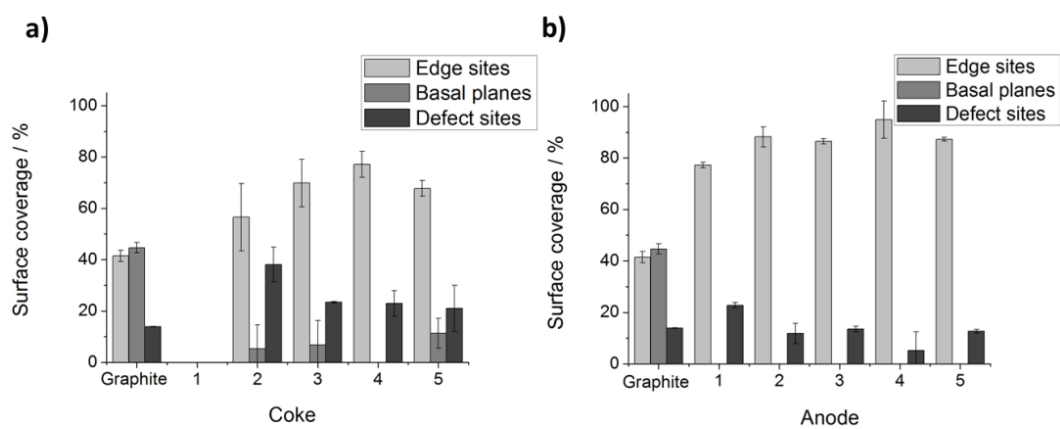 a)
Edge sites
Basal planes
Defect sites
Surface coverage / %
80
60
40
20
0
Graphite 1 2 3 4 5
Coke
b)
Edge sites
Basal planes
Defect sites
Surface coverage / %
100
80
60
40
20
0
Graphite 1 2 3 4 5
Anode